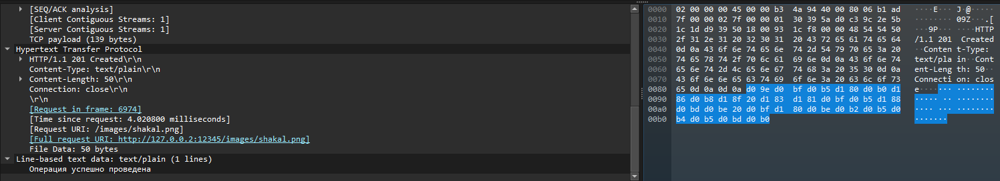 [SEQ/ACK analysis]
[Client Contiguous Streams: 1]
[Server Contiguous Streams: 1]
TCP payload (139 bytes)
Hypertext Transfer Protocol
HTTP/1.1 201 Created\r\n
Content-Type: text/plain\r\n
Content-Length: 50\r\n
Connection: close\r\n
\r\n
[Request in frame: 6974]
[Time since request: 4.020800 milliseconds]
[Request URI: /images/shakal.png]
[Full request URI: http://127.0.0.2:12345/images/shakal.png]
File Data: 50 bytes
Line-based text data: text/plain (1 lines)
Операция успешно проведена
0000 02 00 00 00 45 00 00 b3 4a 94 40 00 80 06 b1 ad ····E··· J·@·····
0010 7f 00 00 02 7f 00 00 01 30 39 5a d0 c3 9c 2e 5b ········ 09Z···.[
0020 1c 1d d9 39 50 18 00 93 1c f8 00 00 48 54 54 50 ···9P··· ····HTTP
0030 2f 31 2e 31 20 32 30 31 20 43 72 65 61 74 65 64 /1.1 201 Created
0040 0d 0a 43 6f 6e 74 65 6e 74 2d 54 79 70 65 3a 20 ··Conten t-Type:
0050 74 65 78 74 2f 70 6c 61 69 6e 0d 0a 43 6f 6e 74 text/pla in··Cont
0060 65 6e 74 2d 4c 65 6e 67 74 68 3a 20 35 30 0d 0a ent-Leng th: 50··
0070 43 6f 6e 6e 65 63 74 69 6f 6e 3a 20 63 6c 6f 73 Connecti on: clos
0080 65 0d 0a 0d 0a d0 9e d0 bf d0 b5 d1 80 d0 b0 d1 e······· ········
0090 86 d0 b8 d1 8f 20 d1 83 d1 81 d0 bf d0 b5 d1 88 ····· ·· ········
00a0 d0 bd d0 be 20 d0 bf d1 80 d0 be d0 b2 d0 b5 d0 ···· ··· ········
00b0 b4 d0 b5 d0 bd d0 b0 ·······